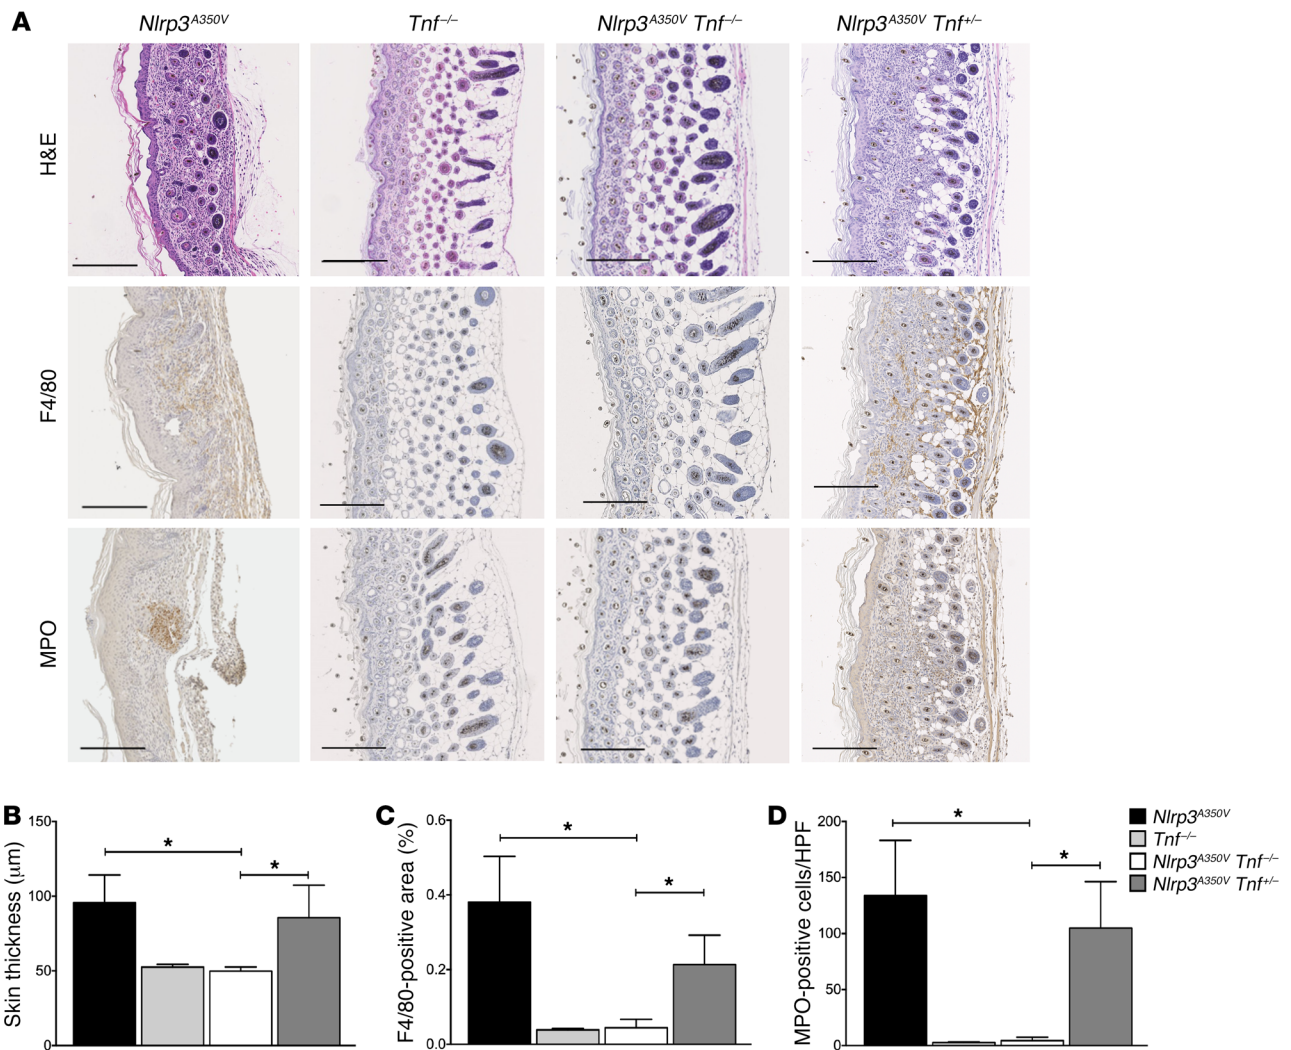 A
Nlrp3A350V
Tnf–/–
Nlrp3A350V Tnf–/–
Nlrp3A350V Tnf+/–
H&E
F4/80
MPO
B
Skin thickness (µm)
150
100
50
0
*
*
C
F4/80-positive area (%)
0.6
0.4
0.2
0.0
*
*
D
MPO-positive cells/HPF
200
150
100
50
0
*
*
Nlrp3A350V
Tnf–/–
Nlrp3A350V Tnf–/–
Nlrp3A350V Tnf+/–